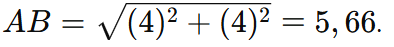 AB = √(4)² + (4)² = 5, 66.